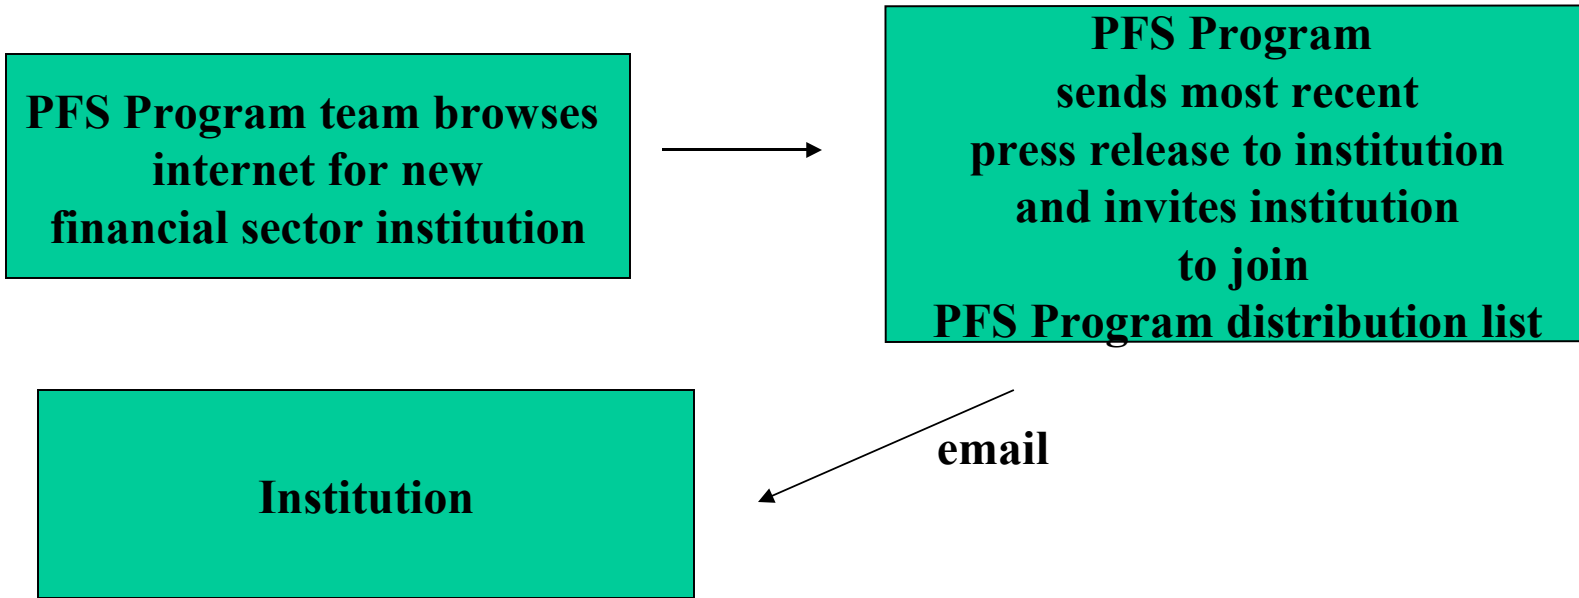 PFS Program team browses
internet for new
financial sector institution
PFS Program
sends most recent
press release to institution
and invites institution
to join
PFS Program distribution list
email
Institution